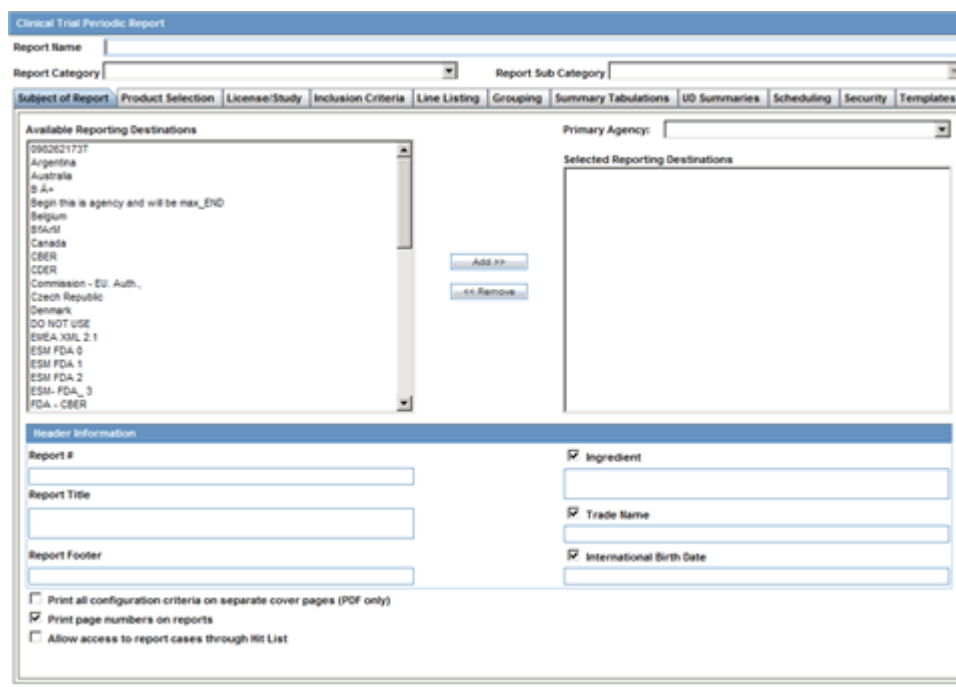 Clinical Trial Periodic Report
Report Name
Report Category
Report Sub Category
Subject of Report Product Selection License/Study Inclusion Criteria Line Listing Grouping Summary Tabulations UD Summaries Scheduling Security Templates
Available Reporting Destinations
098262173T
Argentina
Australia
B Á+
Begin this is agency and will be max_END
Belgium
BfArM
Canada
CBER
CDER
Commission - EU. Auth.,
Czech Republic
Denmark
DO NOT USE
EMEA XML 2.1
ESM FDA 0
ESM FDA 1
ESM FDA 2
ESM- FDA_ 3
FDA - CBER
Add >>
<< Remove
Primary Agency:
Selected Reporting Destinations
Header Information
Report #
Report Title
Report Footer
Ingredient
Trade Name
International Birth Date
Print all configuration criteria on separate cover pages (PDF only)
Print page numbers on reports
Allow access to report cases through Hit List